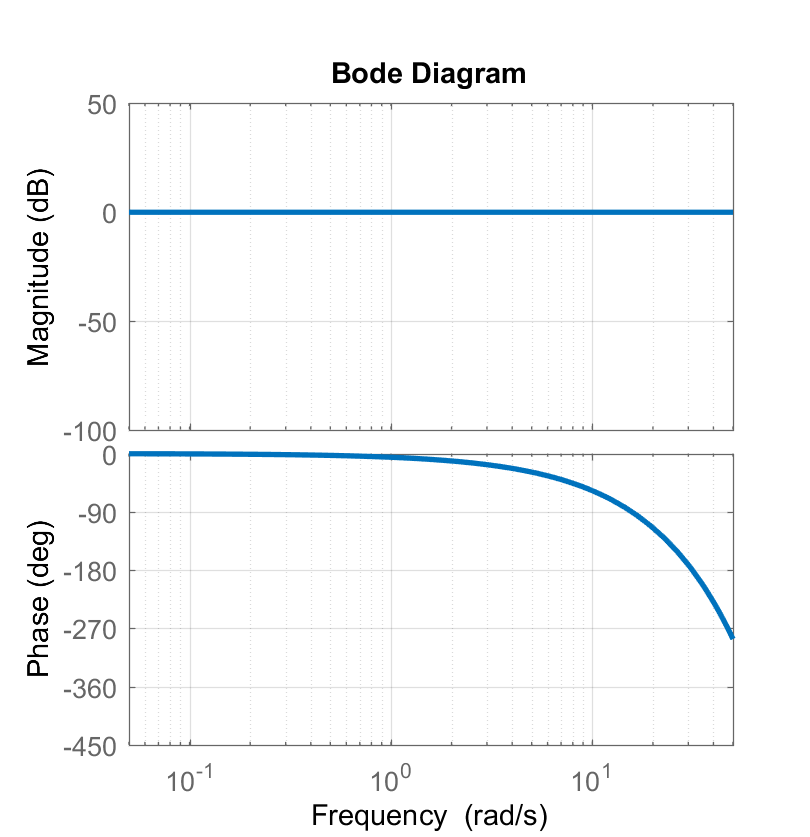 Bode Diagram
Magnitude (dB)
50
0
-50
-100
Phase (deg)
0
-90
-180
-270
-360
-450
10^-1 10^0 10^1
Frequency (rad/s)